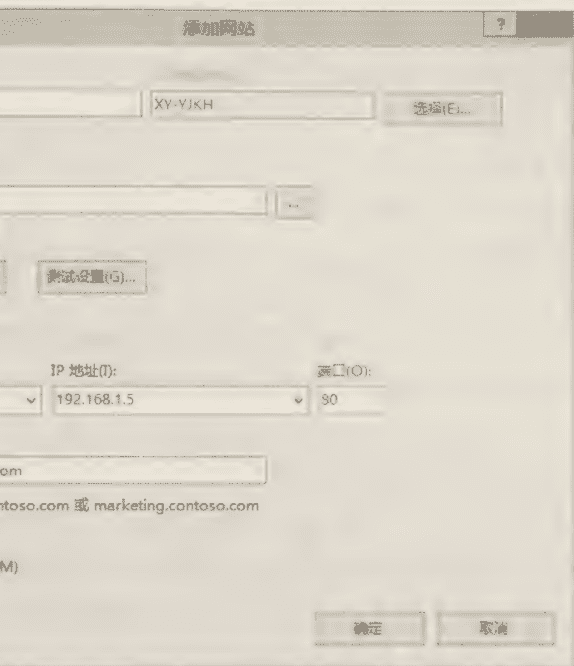 添加网站
?
XY-YJKH
选择(E)...
...
测试设置(G)...
IP 地址(I):
端口(O):
192.168.1.5
80
om
ntoso.com 或 marketing.contoso.com
M)
确定
取消